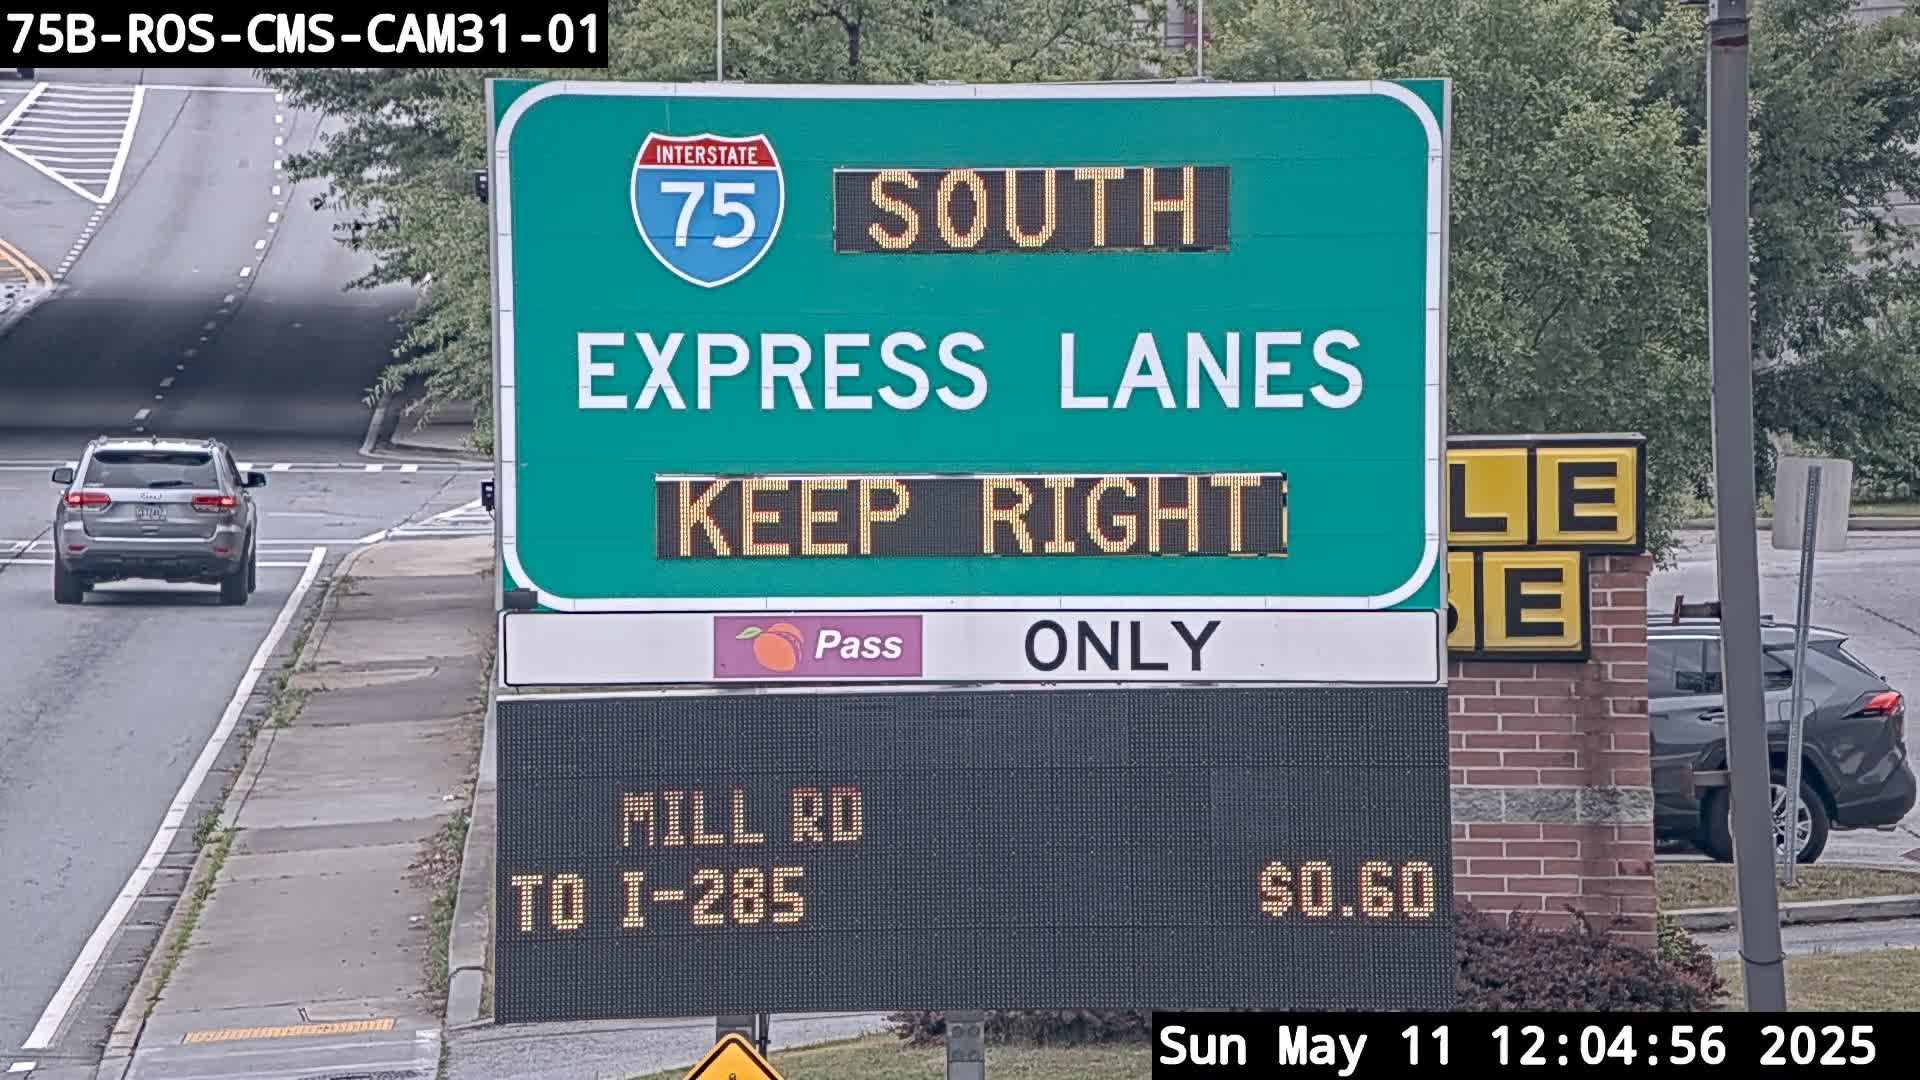 75B-ROS-CMS-CAM31-01
INTERSTATE
75
SOUTH
EXPRESS LANES
KEEP RIGHT
LE
E
Pass ONLY
MILL RD
TO I-285 $0.60
Sun May 11 12:04:56 2025